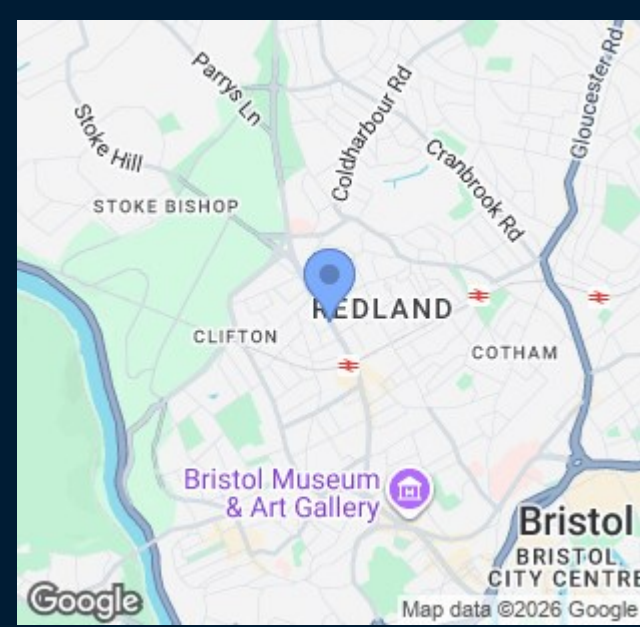 Parrys Ln
Coldharbour Rd
Gloucester Rd
Stoke Hill
Cranbrook Rd
STOKE BISHOP
REDLAND
CLIFTON
COTHAM
Bristol Museum
& Art Gallery
Bristol
BRISTOL
CITY CENTRE
Google
Map data ©2026 Google